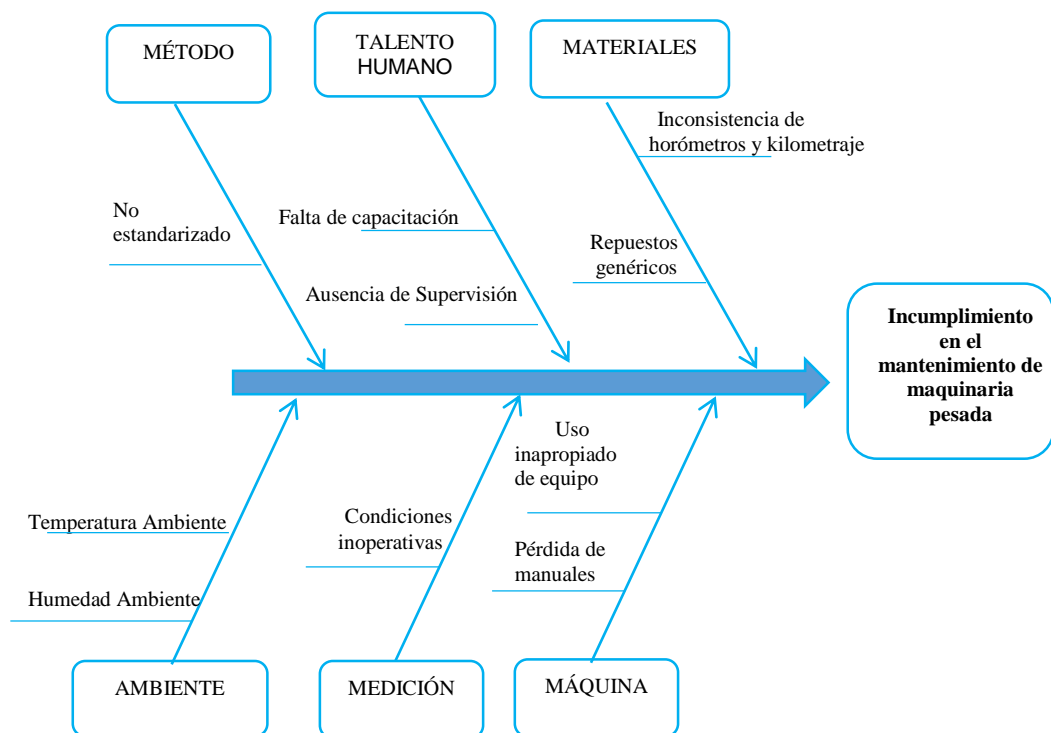 MÉTODO
TALENTO
HUMANO
MATERIALES
Inconsistencia de
horómetros y kilometraje
No
estandarizado
Falta de capacitación
Repuestos
genéricos
Ausencia de Supervisión
Incumplimiento
en el
mantenimiento de
maquinaria
pesada
Uso
inapropiado
de equipo
Temperatura Ambiente
Condiciones
inoperativas
Pérdida de
manuales
Humedad Ambiente
AMBIENTE
MEDICIÓN
MÁQUINA